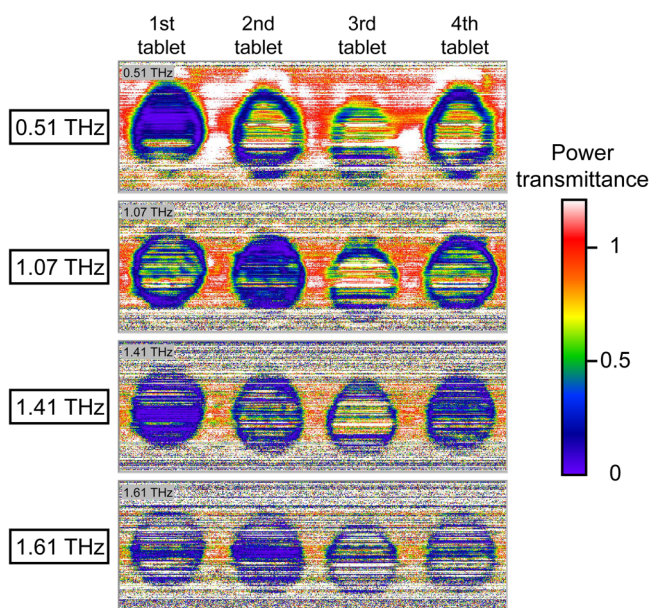 1st 2nd 3rd 4th
tablet tablet tablet tablet
0.51 THz
0.51 THz
Power
transmittance
1.07 THz
1.07 THz
1
0.5
0
1.41 THz
1.41 THz
1.61 THz
1.61 THz